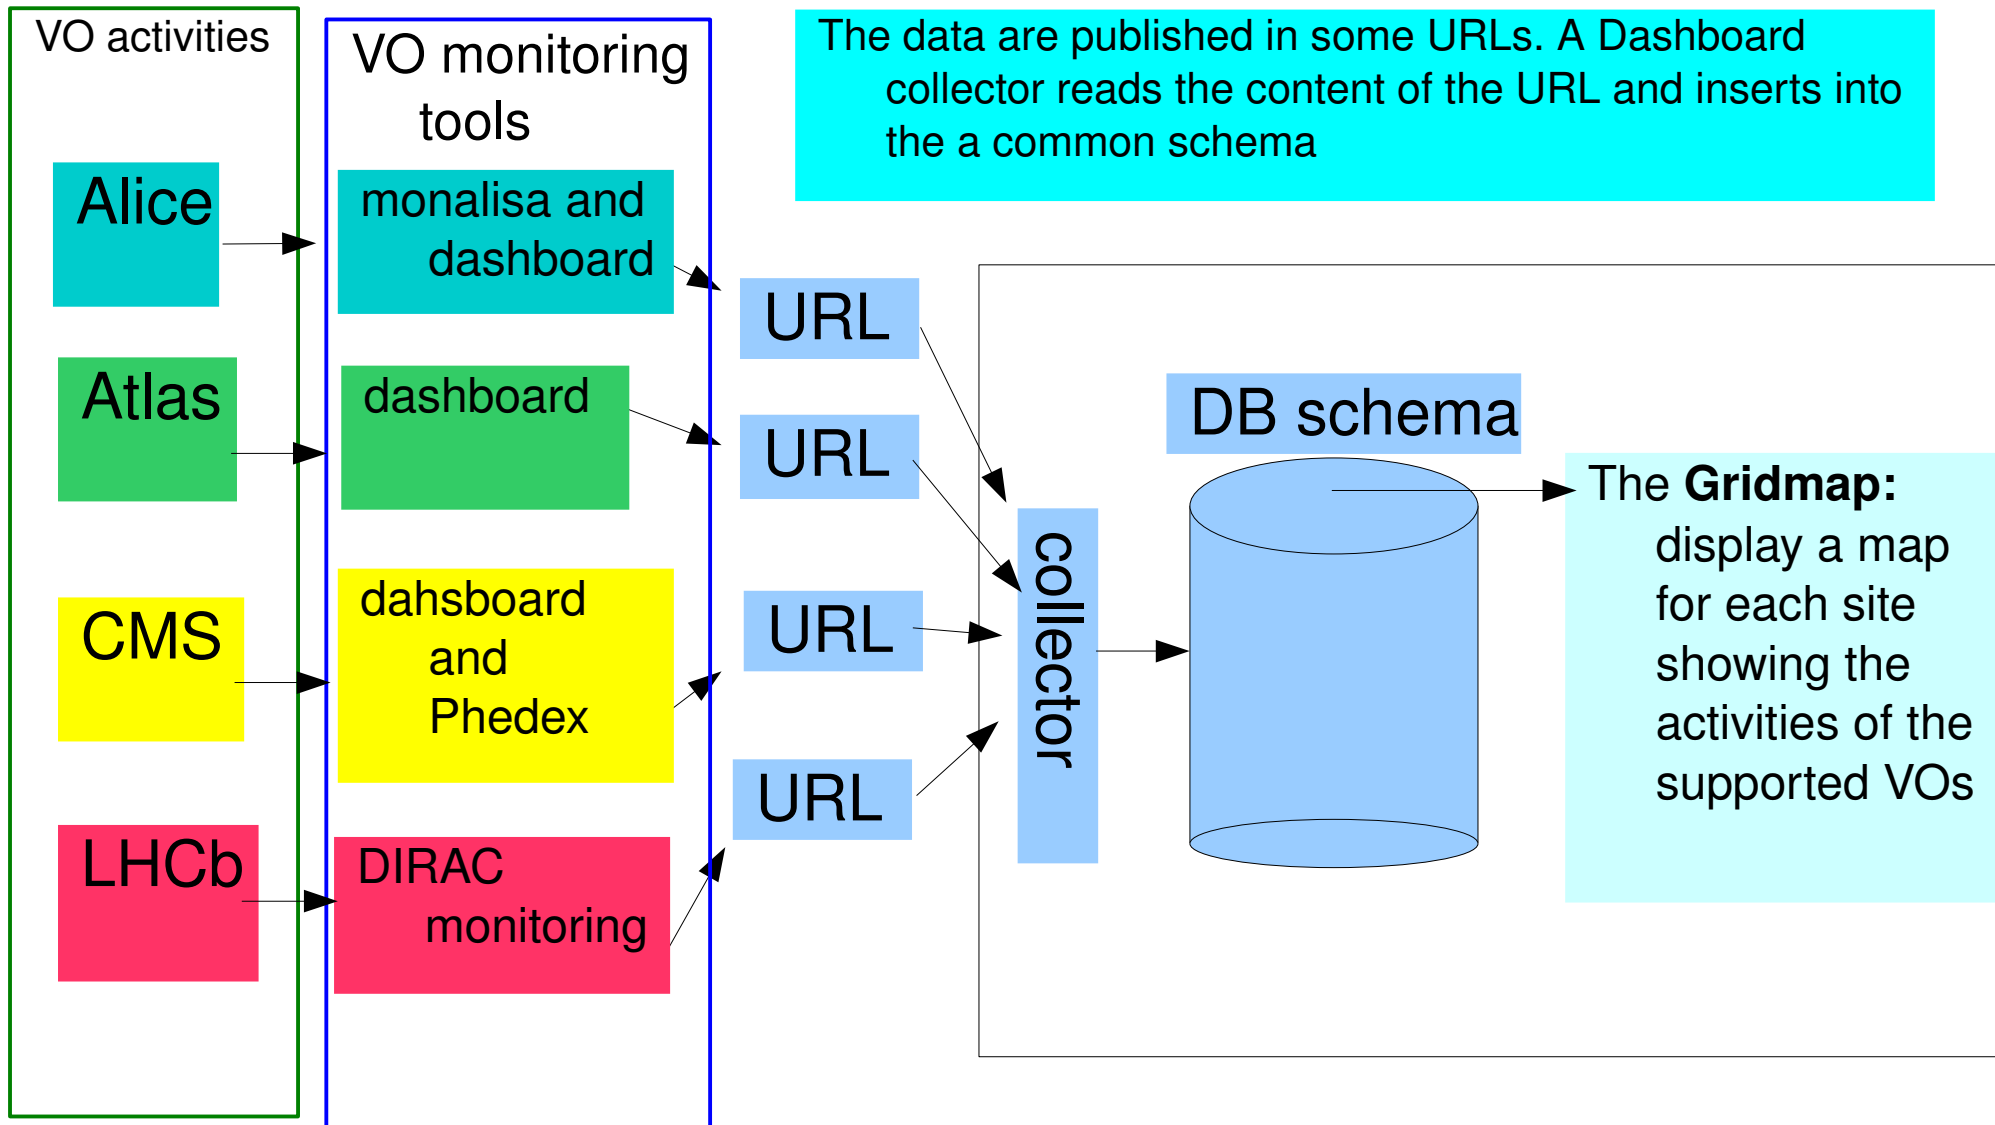 VO activities
VO monitoring
tools
The data are published in some URLs. A Dashboard
collector reads the content of the URL and inserts into
the a common schema
Alice
monalisa and
dashboard
URL
Atlas
dashboard
URL
CMS
dahsboard
and
Phedex
URL
LHCb
DIRAC
monitoring
URL
collector
DB schema
The Gridmap:
display a map
for each site
showing the
activities of the
supported VOs